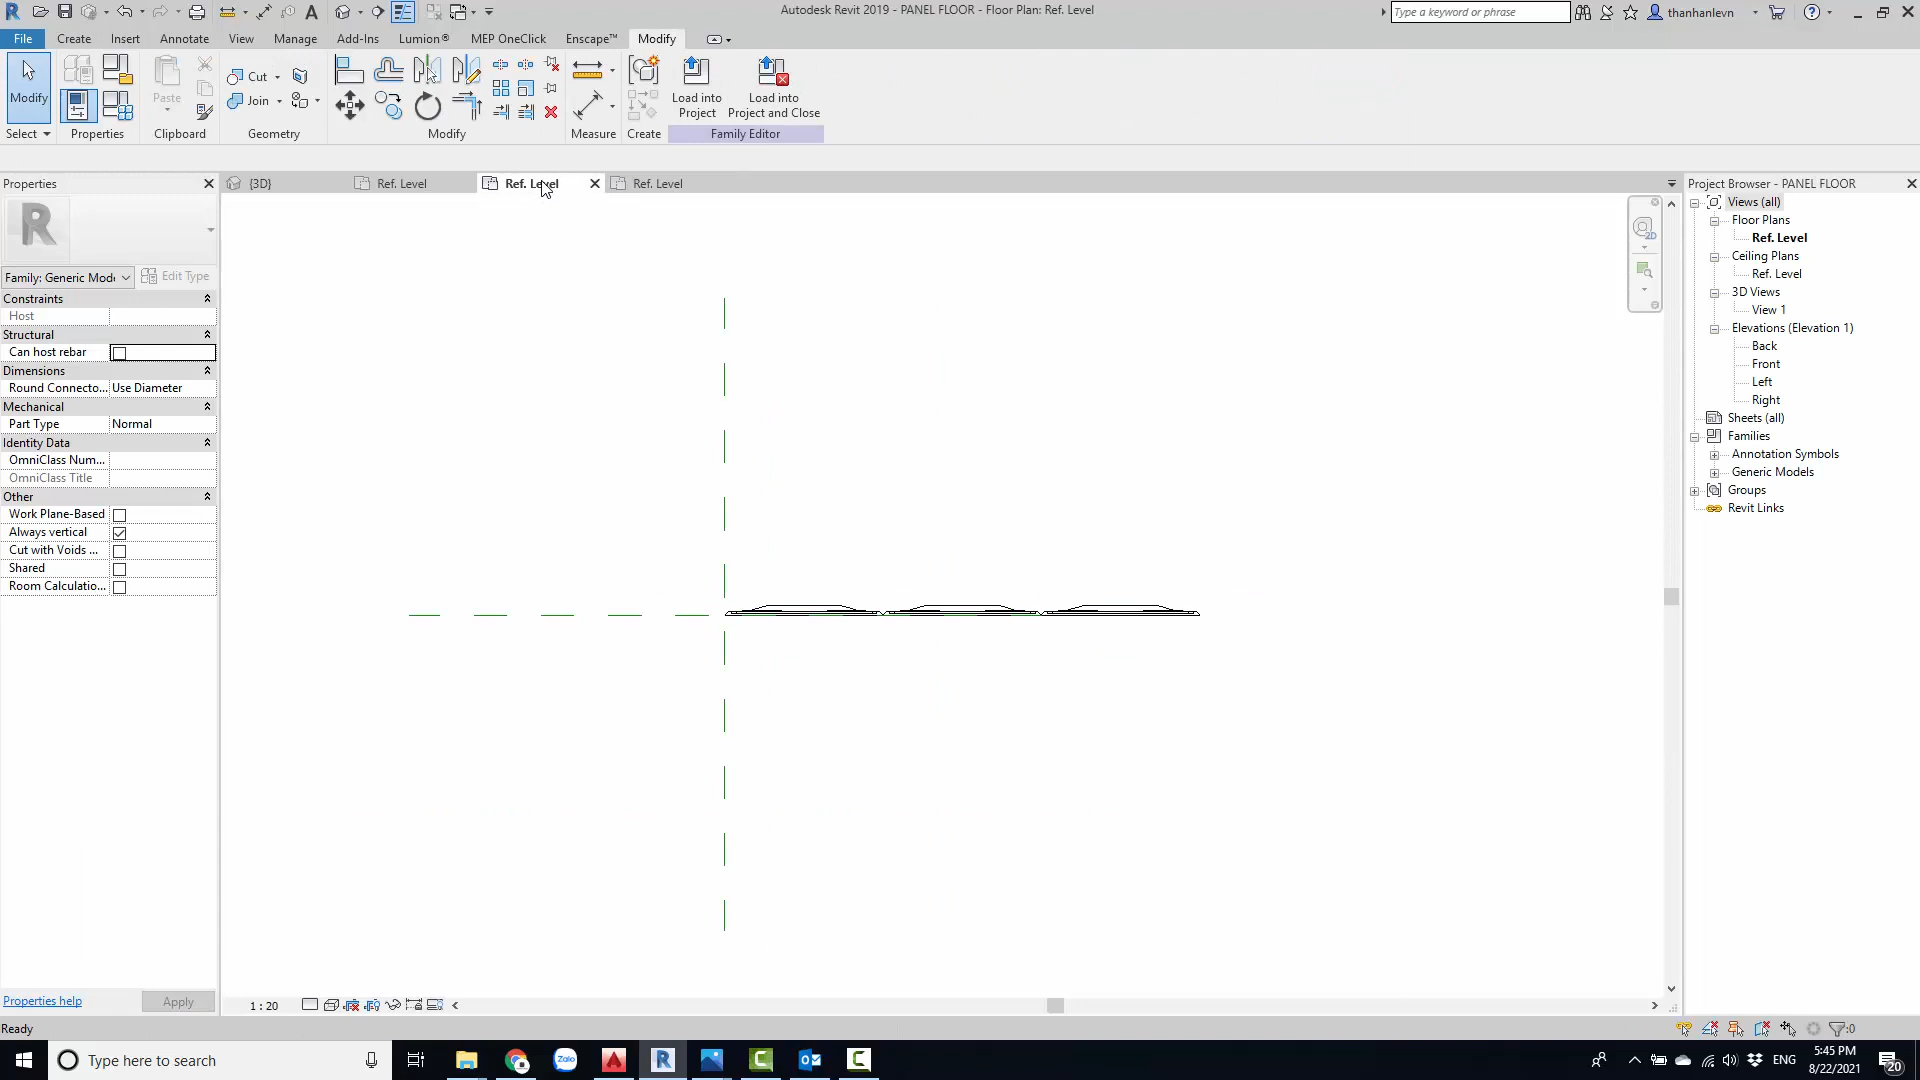 Autodesk Revit 2019 - PANEL FLOOR - Floor Plan: Ref. Level
Type a keyword or phrase
thanhanlevn
File
Create
Insert
Annotate
View
Manage
Add-Ins
Lumion®
MEP OneClick
Enscape™
Modify
Modify
Paste
Cut
Join
Load into
Project
Load into
Project and Close
Select
Properties
Clipboard
Geometry
Modify
Measure
Create
Family Editor
Properties
{3D}
Ref. Level
Ref. Level
Ref. Level
Project Browser - PANEL FLOOR
Family: Generic Mod
Edit Type
Constraints
Host
Structural
Can host rebar
Dimensions
Round Connecto...
Use Diameter
Mechanical
Part Type
Normal
Identity Data
OmniClass Num...
OmniClass Title
Other
Work Plane-Based
Always vertical
Cut with Voids ...
Shared
Room Calculatio...
Properties help
Apply
2D
Views (all)
Floor Plans
Ref. Level
Ceiling Plans
Ref. Level
3D Views
View 1
Elevations (Elevation 1)
Back
Front
Left
Right
Sheets (all)
Families
Annotation Symbols
Generic Models
Groups
Revit Links
1 : 20
Ready
:0
Type here to search
Zalo
ENG
5:45 PM
8/22/2021
20